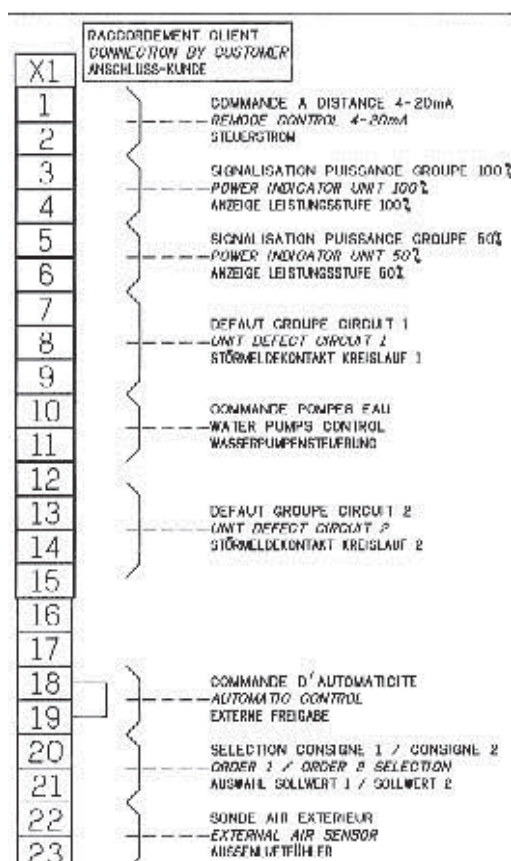 RACCORDEMENT CLIENT
CONNECTION BY CUSTOMER
ANSCHLUSS-KUNDE
X1
1
2
COMMANDE A DISTANCE 4-20mA
REMODE CONTROL 4-20mA
STEUERSTROM
3
4
SIGNALISATION PUISSANCE GROUPE 100%
POWER INDICATOR UNIT 100%
ANZEIGE LEISTUNGSSTUFE 100%
5
6
SIGNALISATION PUISSANCE GROUPE 50%
POWER INDICATOR UNIT 50%
ANZEIGE LEISTUNGSSTUFE 50%
7
8
9
DEFAUT GROUPE CIRCUIT 1
UNIT DEFECT CIRCUIT 1
STÖRMELDEKONTAKT KREISLAUF 1
10
11
COMMANDE POMPES EAU
WATER PUMPS CONTROL
WASSERPUMPENSTEUERUNG
12
13
14
15
DEFAUT GROUPE CIRCUIT 2
UNIT DEFECT CIRCUIT 2
STÖRMELDEKONTAKT KREISLAUF 2
16
17
18
19
COMMANDE D'AUTOMATICITE
AUTOMATIC CONTROL
EXTERNE FREIGABE
20
21
SELECTION CONSIGNE 1 / CONSIGNE 2
ORDER 1 / ORDER 2 SELECTION
AUSWAHL SOLLWERT 1 / SOLLWERT 2
22
23
SONDE AIR EXTERIEUR
EXTERNAL AIR SENSOR
AUSSENLUFTFÜHLER